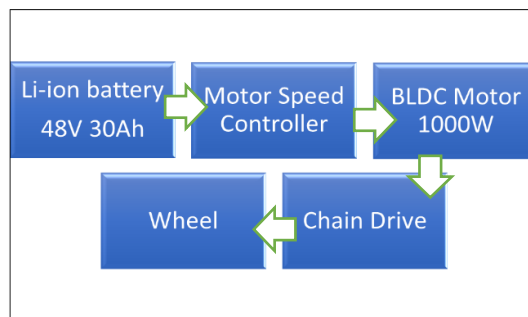 Li-ion battery
48V 30Ah
Motor Speed
Controller
BLDC Motor
1000W
Chain Drive
Wheel